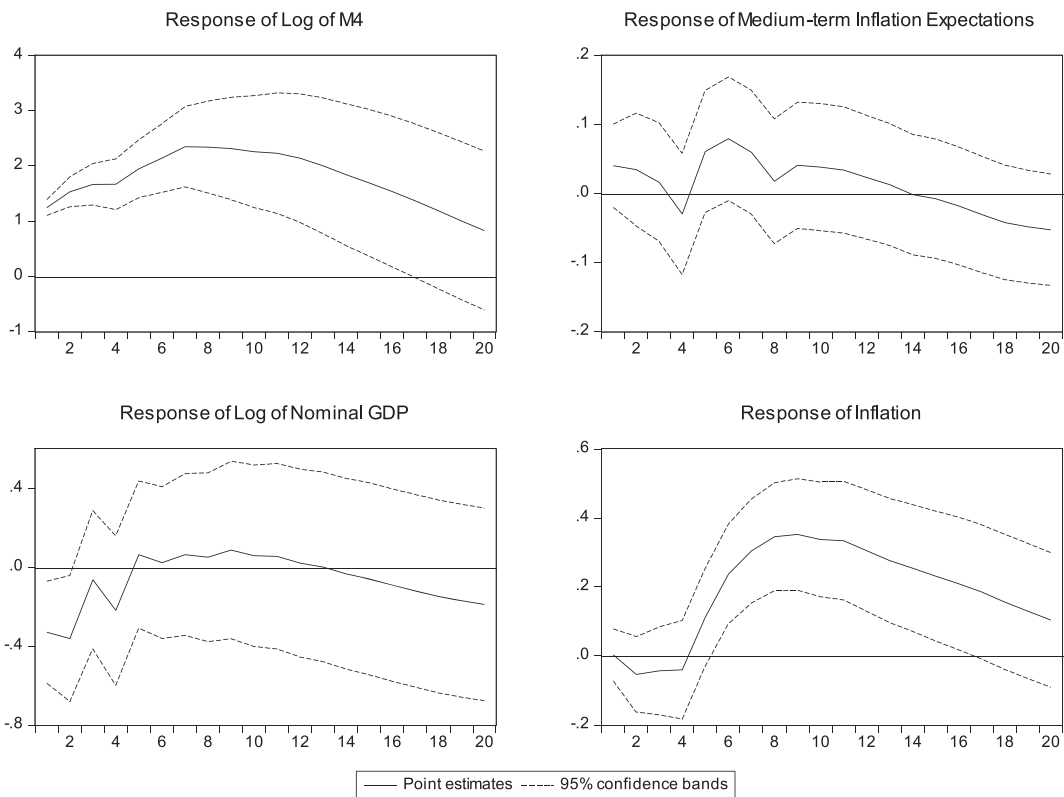 Response of Log of M4
4
3
2
1
0
-1
2 4 6 8 10 12 14 16 18 20
Response of Medium-term Inflation Expectations
.2
.1
.0
-.1
-.2
2 4 6 8 10 12 14 16 18 20
Response of Log of Nominal GDP
.4
.0
-.4
-.8
2 4 6 8 10 12 14 16 18 20
Response of Inflation
.6
.4
.2
.0
-.2
2 4 6 8 10 12 14 16 18 20
Point estimates 95% confidence bands